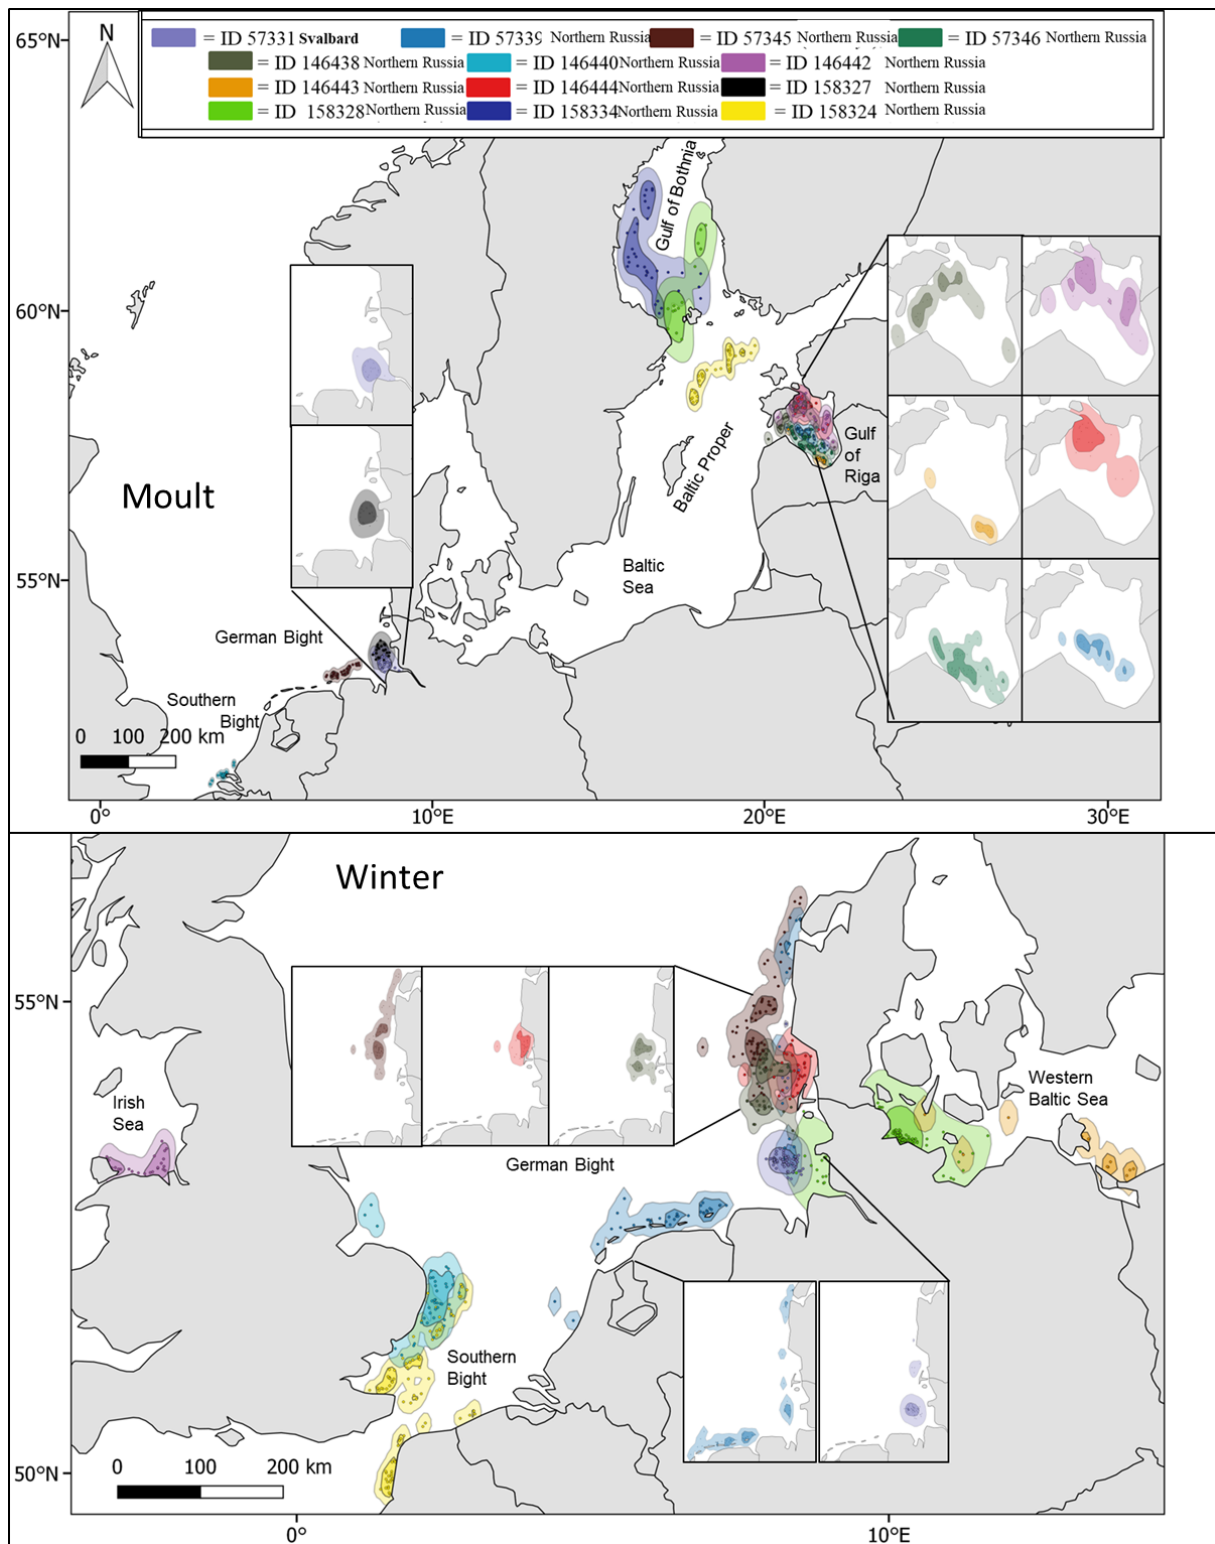 N
65°N
= ID 57331 Svalbard = ID 57339 Northern Russia = ID 57345 Northern Russia = ID 57346 Northern Russia
= ID 146438 Northern Russia = ID 146440 Northern Russia = ID 146442 Northern Russia
= ID 146443 Northern Russia = ID 146444 Northern Russia = ID 158327 Northern Russia
= ID 158328 Northern Russia = ID 158334 Northern Russia = ID 158324 Northern Russia
Gulf of Bothnia
60°N
Gulf
of
Riga
Baltic Proper
Moult
Baltic
Sea
55°N
German Bight
Southern
Bight
0 100 200 km
0° 10°E 20°E 30°E
Winter
55°N
Irish
Sea
Western
Baltic Sea
German Bight
Southern
Bight
50°N
0 100 200 km
0° 10°E